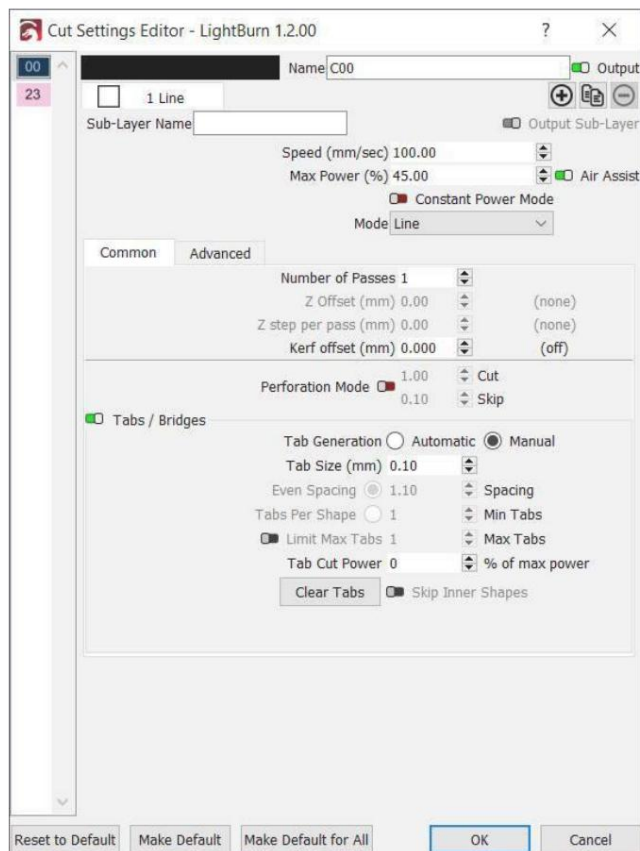 Cut Settings Editor - LightBurn 1.2.00 ?
00
23
Name C00 Output
1 Line
Sub-Layer Name Output Sub-Layer
Speed (mm/sec) 100.00
Max Power (%) 45.00 Air Assist
Constant Power Mode
Mode Line
Common Advanced
Number of Passes 1
Z Offset (mm) 0.00 (none)
Z step per pass (mm) 0.00 (none)
Kerf offset (mm) 0.000 (off)
Perforation Mode 1.00 Cut
0.10 Skip
Tabs / Bridges
Tab Generation Automatic Manual
Tab Size (mm) 0.10
Even Spacing 1.10 Spacing
Tabs Per Shape 1 Min Tabs
Limit Max Tabs 1 Max Tabs
Tab Cut Power 0 % of max power
Clear Tabs Skip Inner Shapes
Reset to Default Make Default Make Default for All OK Cancel